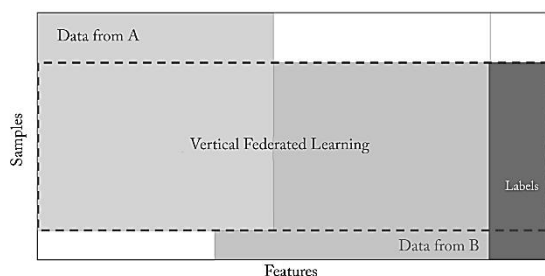 Data from A
Samples
Vertical Federated Learning
Labels
Data from B
Features